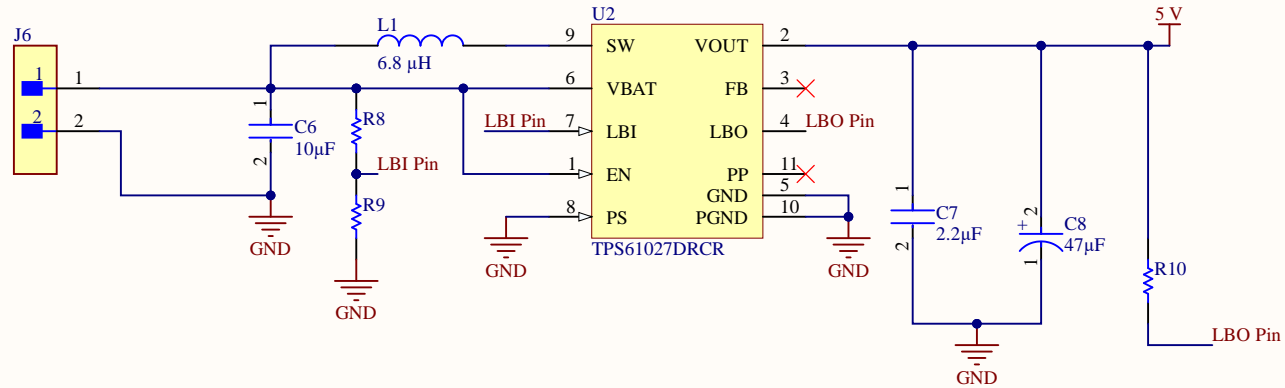 J6
1
1
2
2
L1
6.8 µH
1
C6
10µF
2
GND
R8
LBI Pin
R9
GND
U2
9
SW
VOUT
2
6
VBAT
FB
3
LBI Pin
7
LBI
LBO
4
LBO Pin
1
EN
PP
11
GND
5
8
PS
PGND
10
TPS61027DRCR
GND
GND
5 V
1
C7
2.2µF
2
2
+
C8
47µF
1
GND
R10
LBO Pin